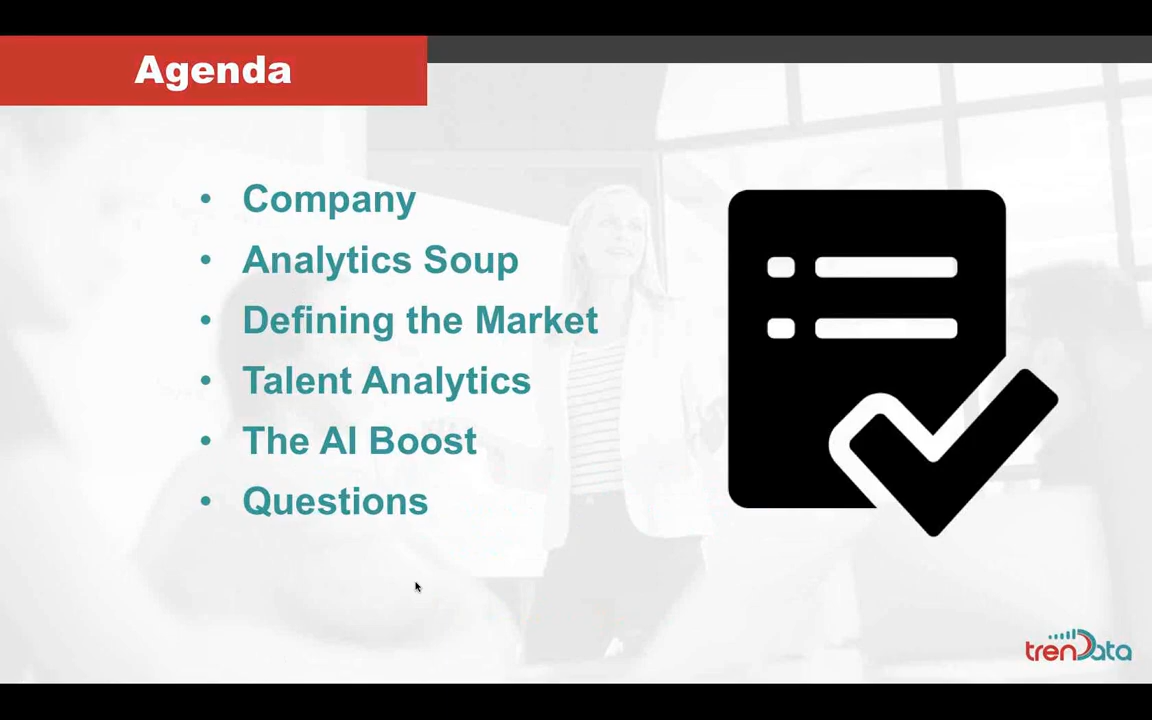 Agenda
• Company
• Analytics Soup
• Defining the Market
• Talent Analytics
• The AI Boost
• Questions
trenData